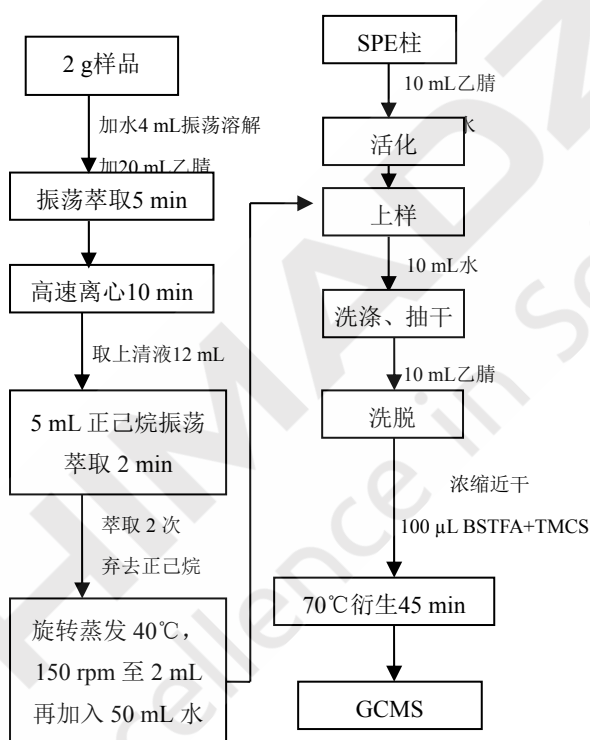 2 g样品
加水4 mL振荡溶解
加20 mL乙腈
振荡萃取5 min
高速离心10 min
取上清液12 mL
5 mL 正己烷振荡
萃取 2 min
萃取 2 次
弃去正己烷
旋转蒸发 40℃，
150 rpm 至 2 mL
再加入 50 mL 水
SPE柱
10 mL乙腈
水
活化
上样
10 mL水
洗涤、抽干
10 mL乙腈
洗脱
浓缩近干
100 µL BSTFA+TMCS
70℃衍生45 min
GCMS